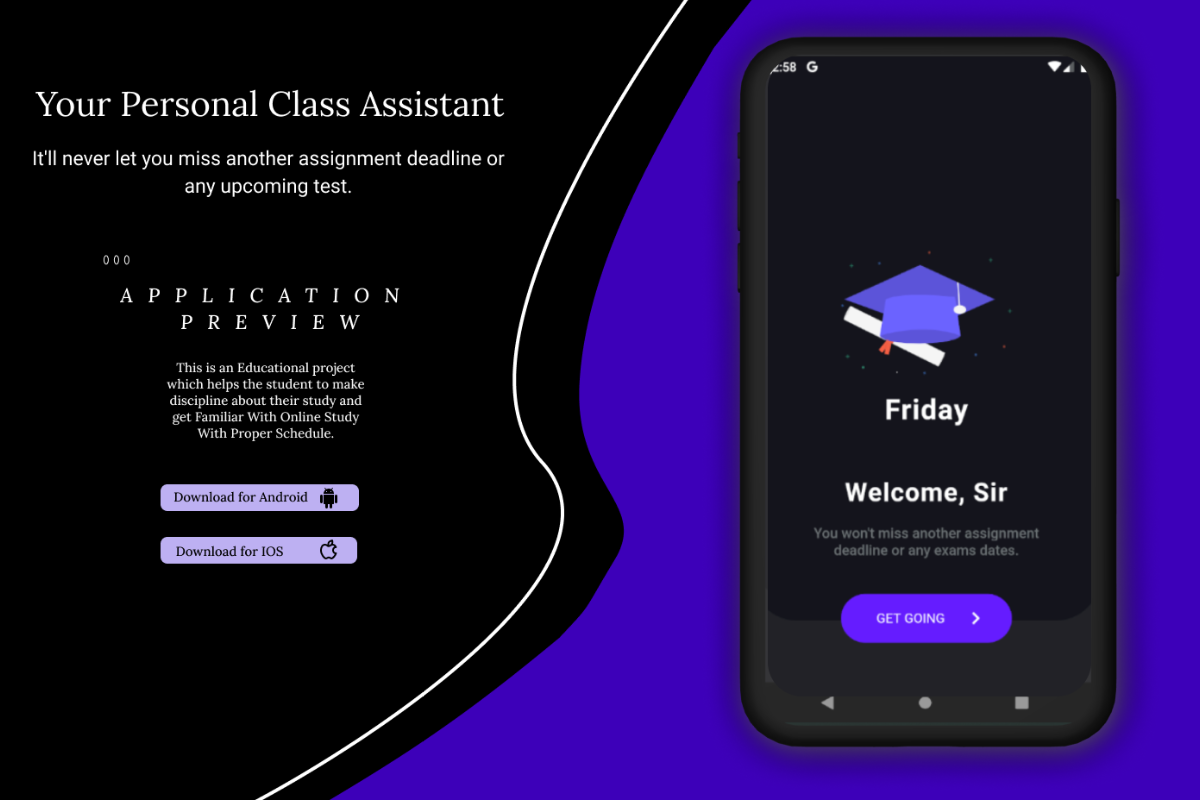 Your Personal Class Assistant
It'll never let you miss another assignment deadline or
any upcoming test.
000
APPLICATION
PREVIEW
This is an Educational project
which helps the student to make
discipline about their study and
get Familiar With Online Study
With Proper Schedule.
Download for Android
Download for IOS
2:58 G
Friday
Welcome, Sir
You won't miss another assignment
deadline or any exams dates.
GET GOING